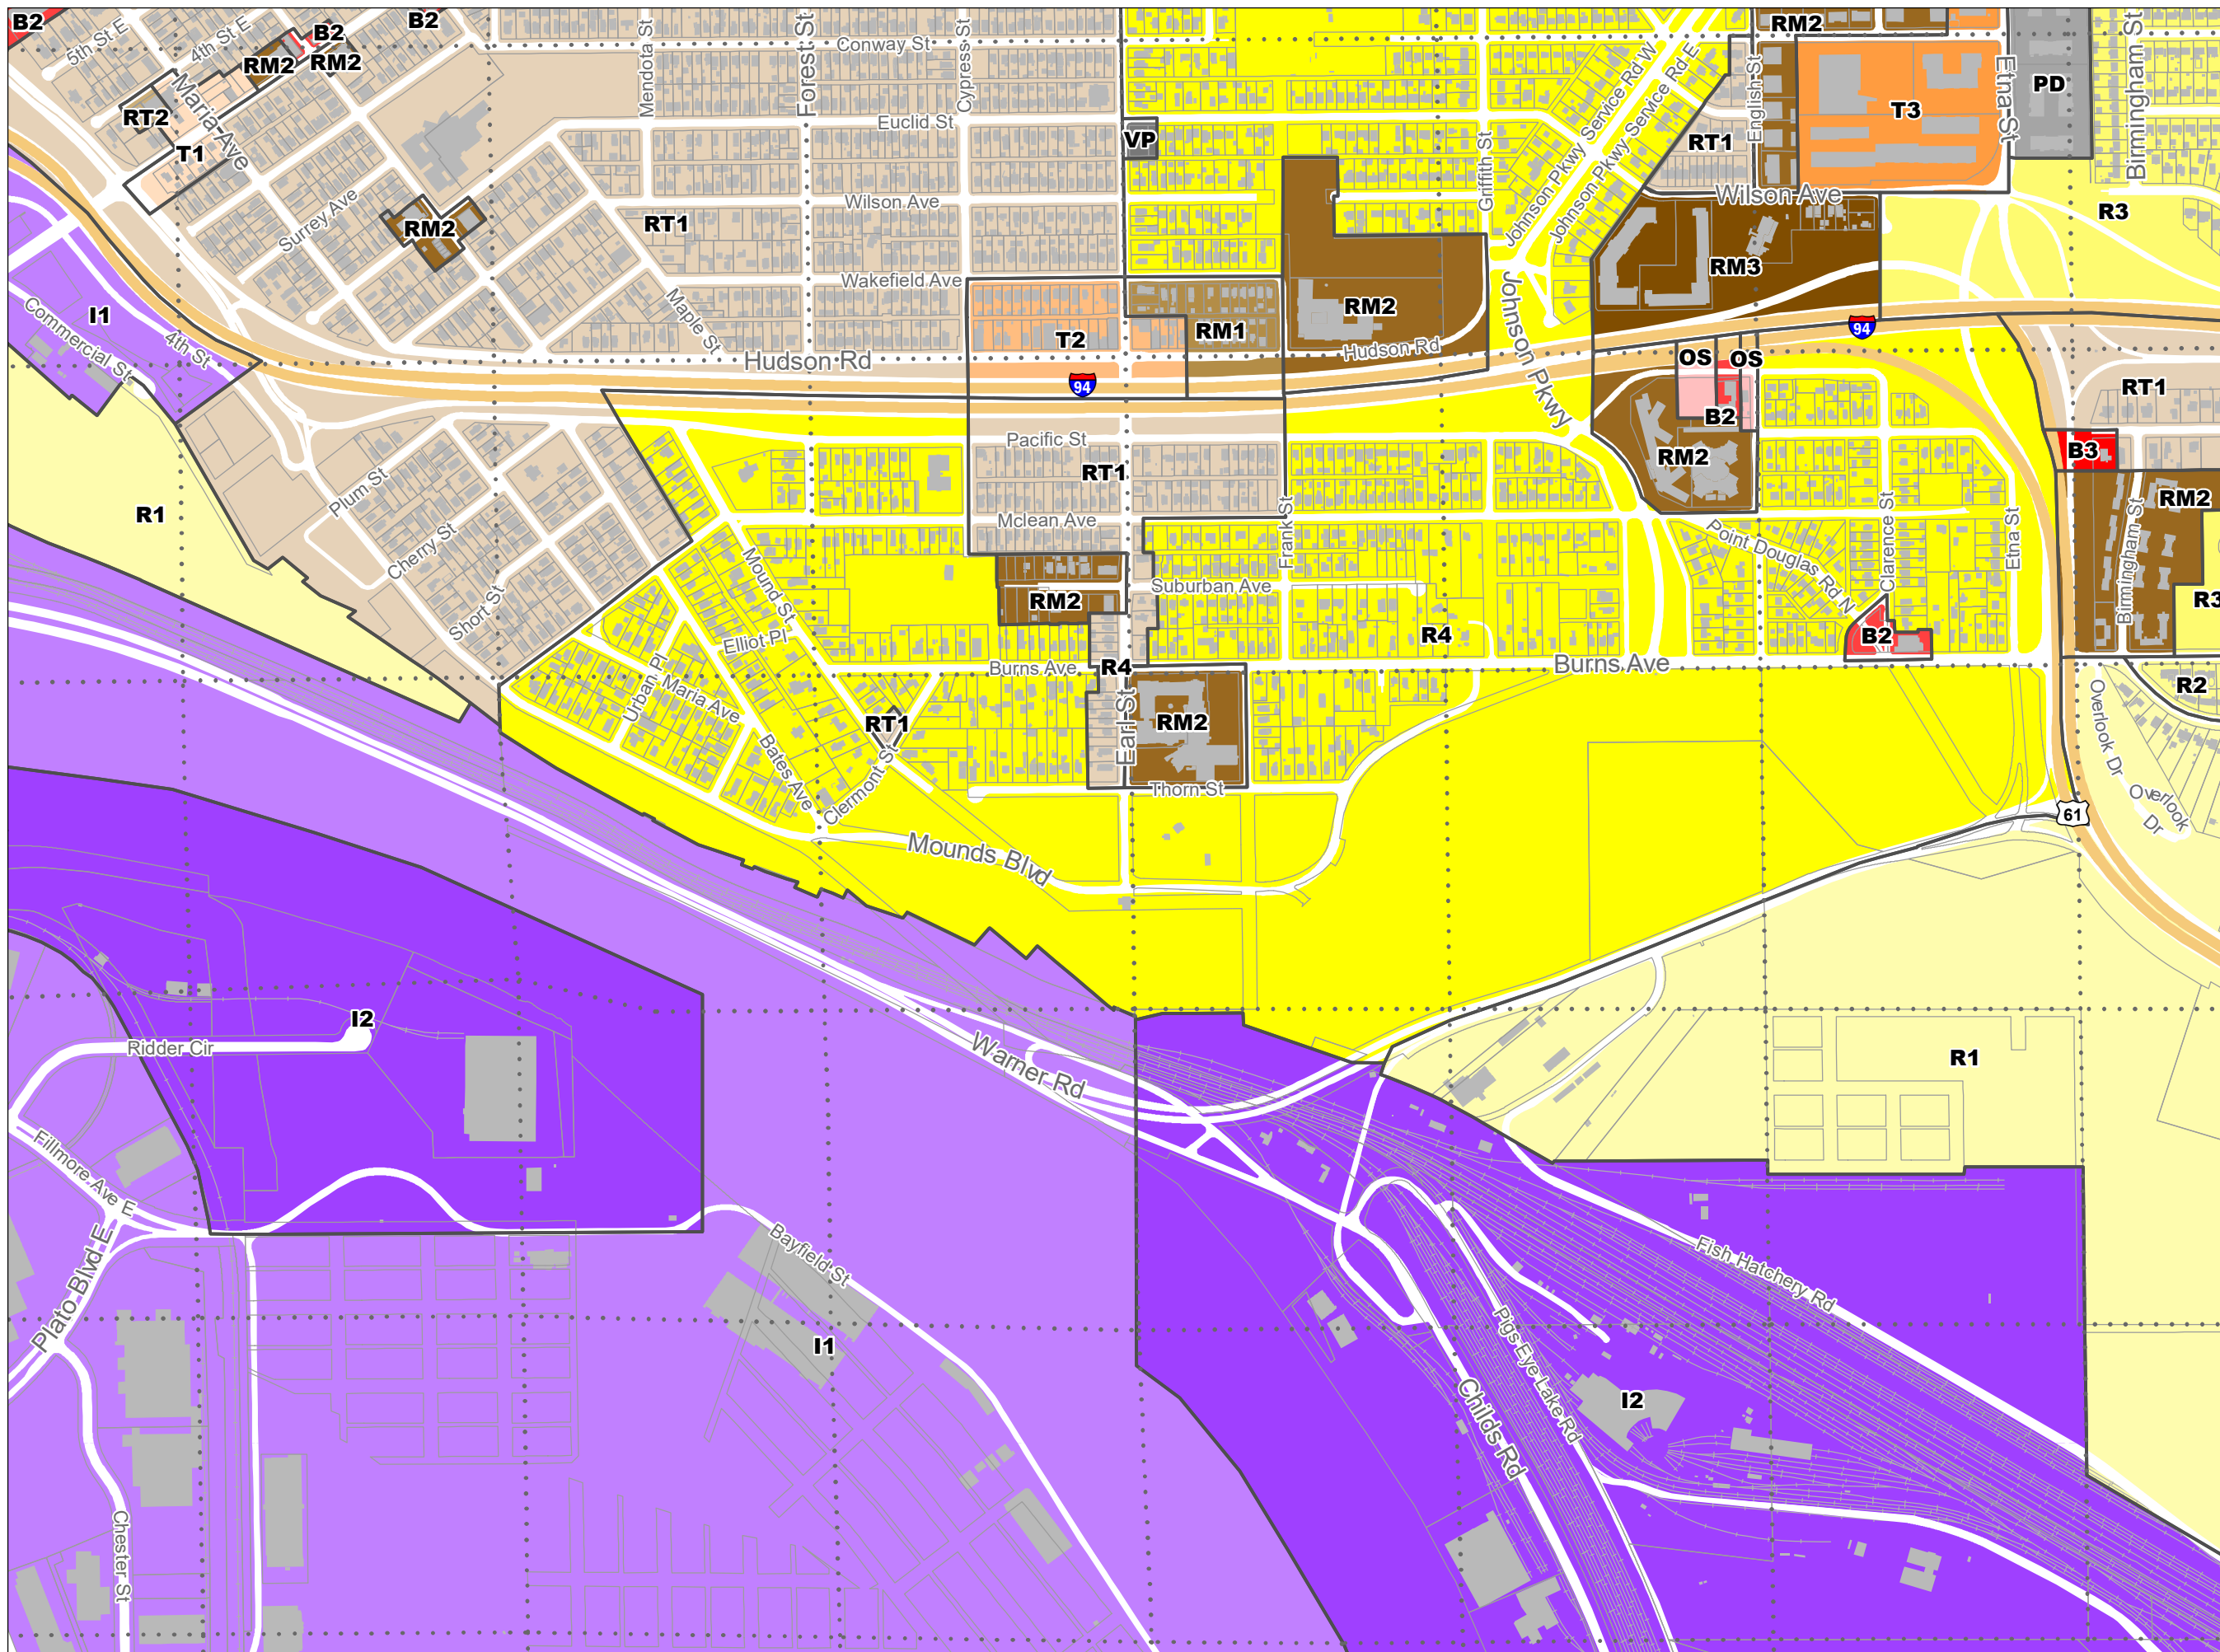 B2
B2
B2
RM2
5th St E
4th St E
RM2
RM2
Mendota St
Forest St
Conway St
Cypress St
Johnson Pkwy Service Rd W
Johnson Pkwy Service Rd E
English St
Etna St
PD
Birmingham St
RT2
Maria Ave
T1
Euclid St
VP
Griffith St
RT1
T3
Surrey Ave
RM2
RT1
Wilson Ave
Wilson Ave
R3
Wakefield Ave
RM3
I1
Commercial St
4th St
Maple St
Hudson Rd
T2
RM1
RM2
Hudson Rd
Johnson Pkwy
94
94
OS
OS
B2
RT1
R1
Plum St
Cherry St
Short St
Pacific St
RT1
Mclean Ave
Frank St
RM2
B3
RM2
Point Douglas Rd N
Clarence St
Etna St
Birmingham St
R3
Mound St
Elliot Pl
Suburban Ave
RM2
R4
B2
Urban Pl
Maria Ave
Burns Ave
R4
Burns Ave
R2
RT1
Earl St
RM2
Bates Ave
Clermont St
Thorn St
Overlook Dr
Overlook
Dr
61
Mounds Blvd
I2
Ridder Cir
Warner Rd
R1
Fillmore Ave E
Plato Blvd E
Bayfield St
Fish Hatchery Rd
I1
Pigs Eye Lake Rd
Childs Rd
I2
Chester St